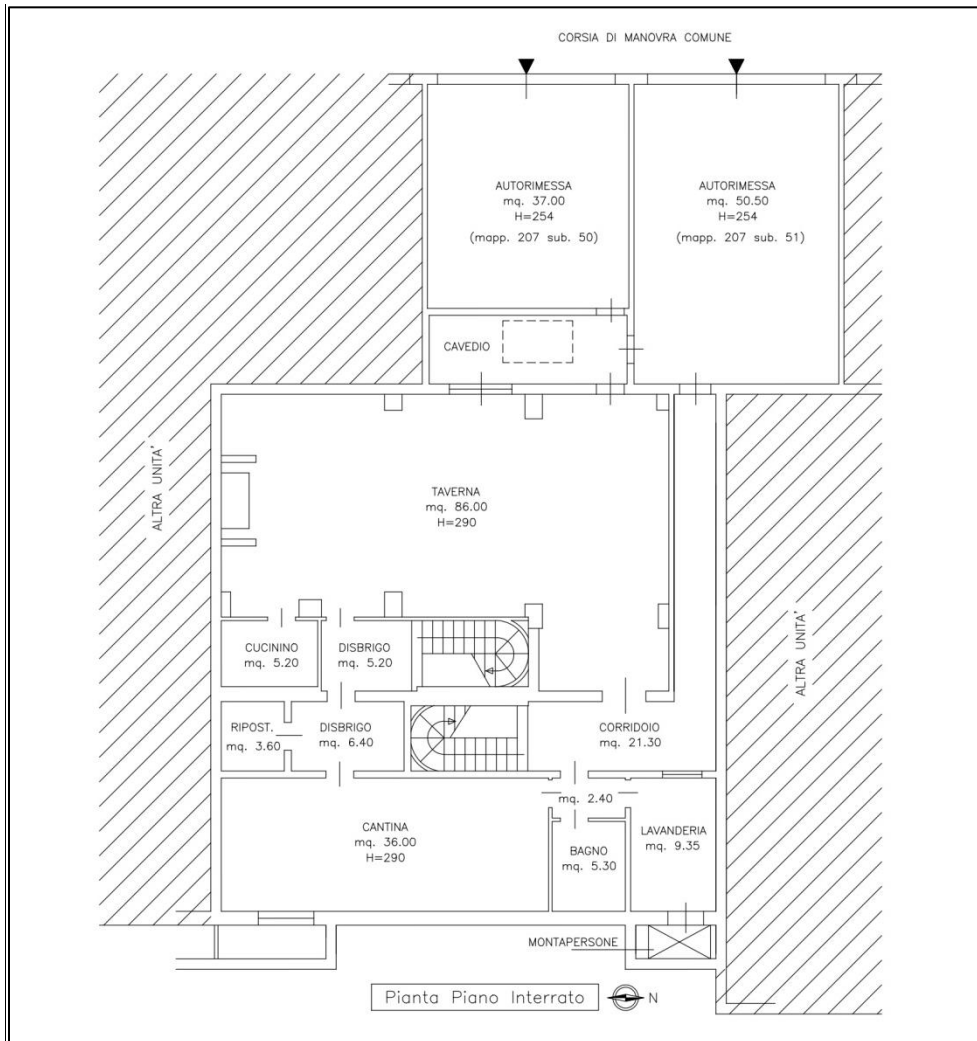 CORSIA DI MANOVRA COMUNE
AUTORIMESSA
mq. 37.00
H=254
(mapp. 207 sub. 50)
AUTORIMESSA
mq. 50.50
H=254
(mapp. 207 sub. 51)
CAVEDIO
ALTRA UNITA'
TAVERNA
mq. 86.00
H=290
ALTRA UNITA'
CUCININO
mq. 5.20
DISBRIGO
mq. 5.20
RIPOST.
mq. 3.60
DISBRIGO
mq. 6.40
CORRIDOIO
mq. 21.30
mq. 2.40
CANTINA
mq. 36.00
H=290
BAGNO
mq. 5.30
LAVANDERIA
mq. 9.35
MONTAPERSONE
Pianta Piano Interrato
N